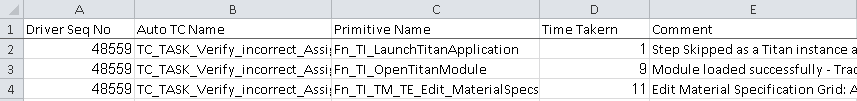 A B C D E
1 Driver Seq No Auto TC Name Primitive Name Time Takern Comment
2 48559 TC_TASK_Verify_incorrect_Assi Fn_TI_LaunchTitanApplication 1 Step Skipped as a Titan instance a
3 48559 TC_TASK_Verify_incorrect_Assi Fn_TI_OpenTitanModule 9 Module loaded successfully - Trac
4 48559 TC_TASK_Verify_incorrect_Assi Fn_TI_TM_TE_Edit_MaterialSpecs 11 Edit Material Specification Grid: A